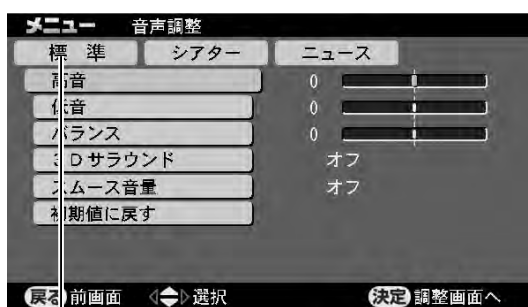 メニュー 音声調整
標準 シアター ニュース
高音 0
低音 0
バランス 0
3Dサラウンド オフ
スムース音量 オフ
初期値に戻す
戻る 前画面 選択 決定 調整画面へ